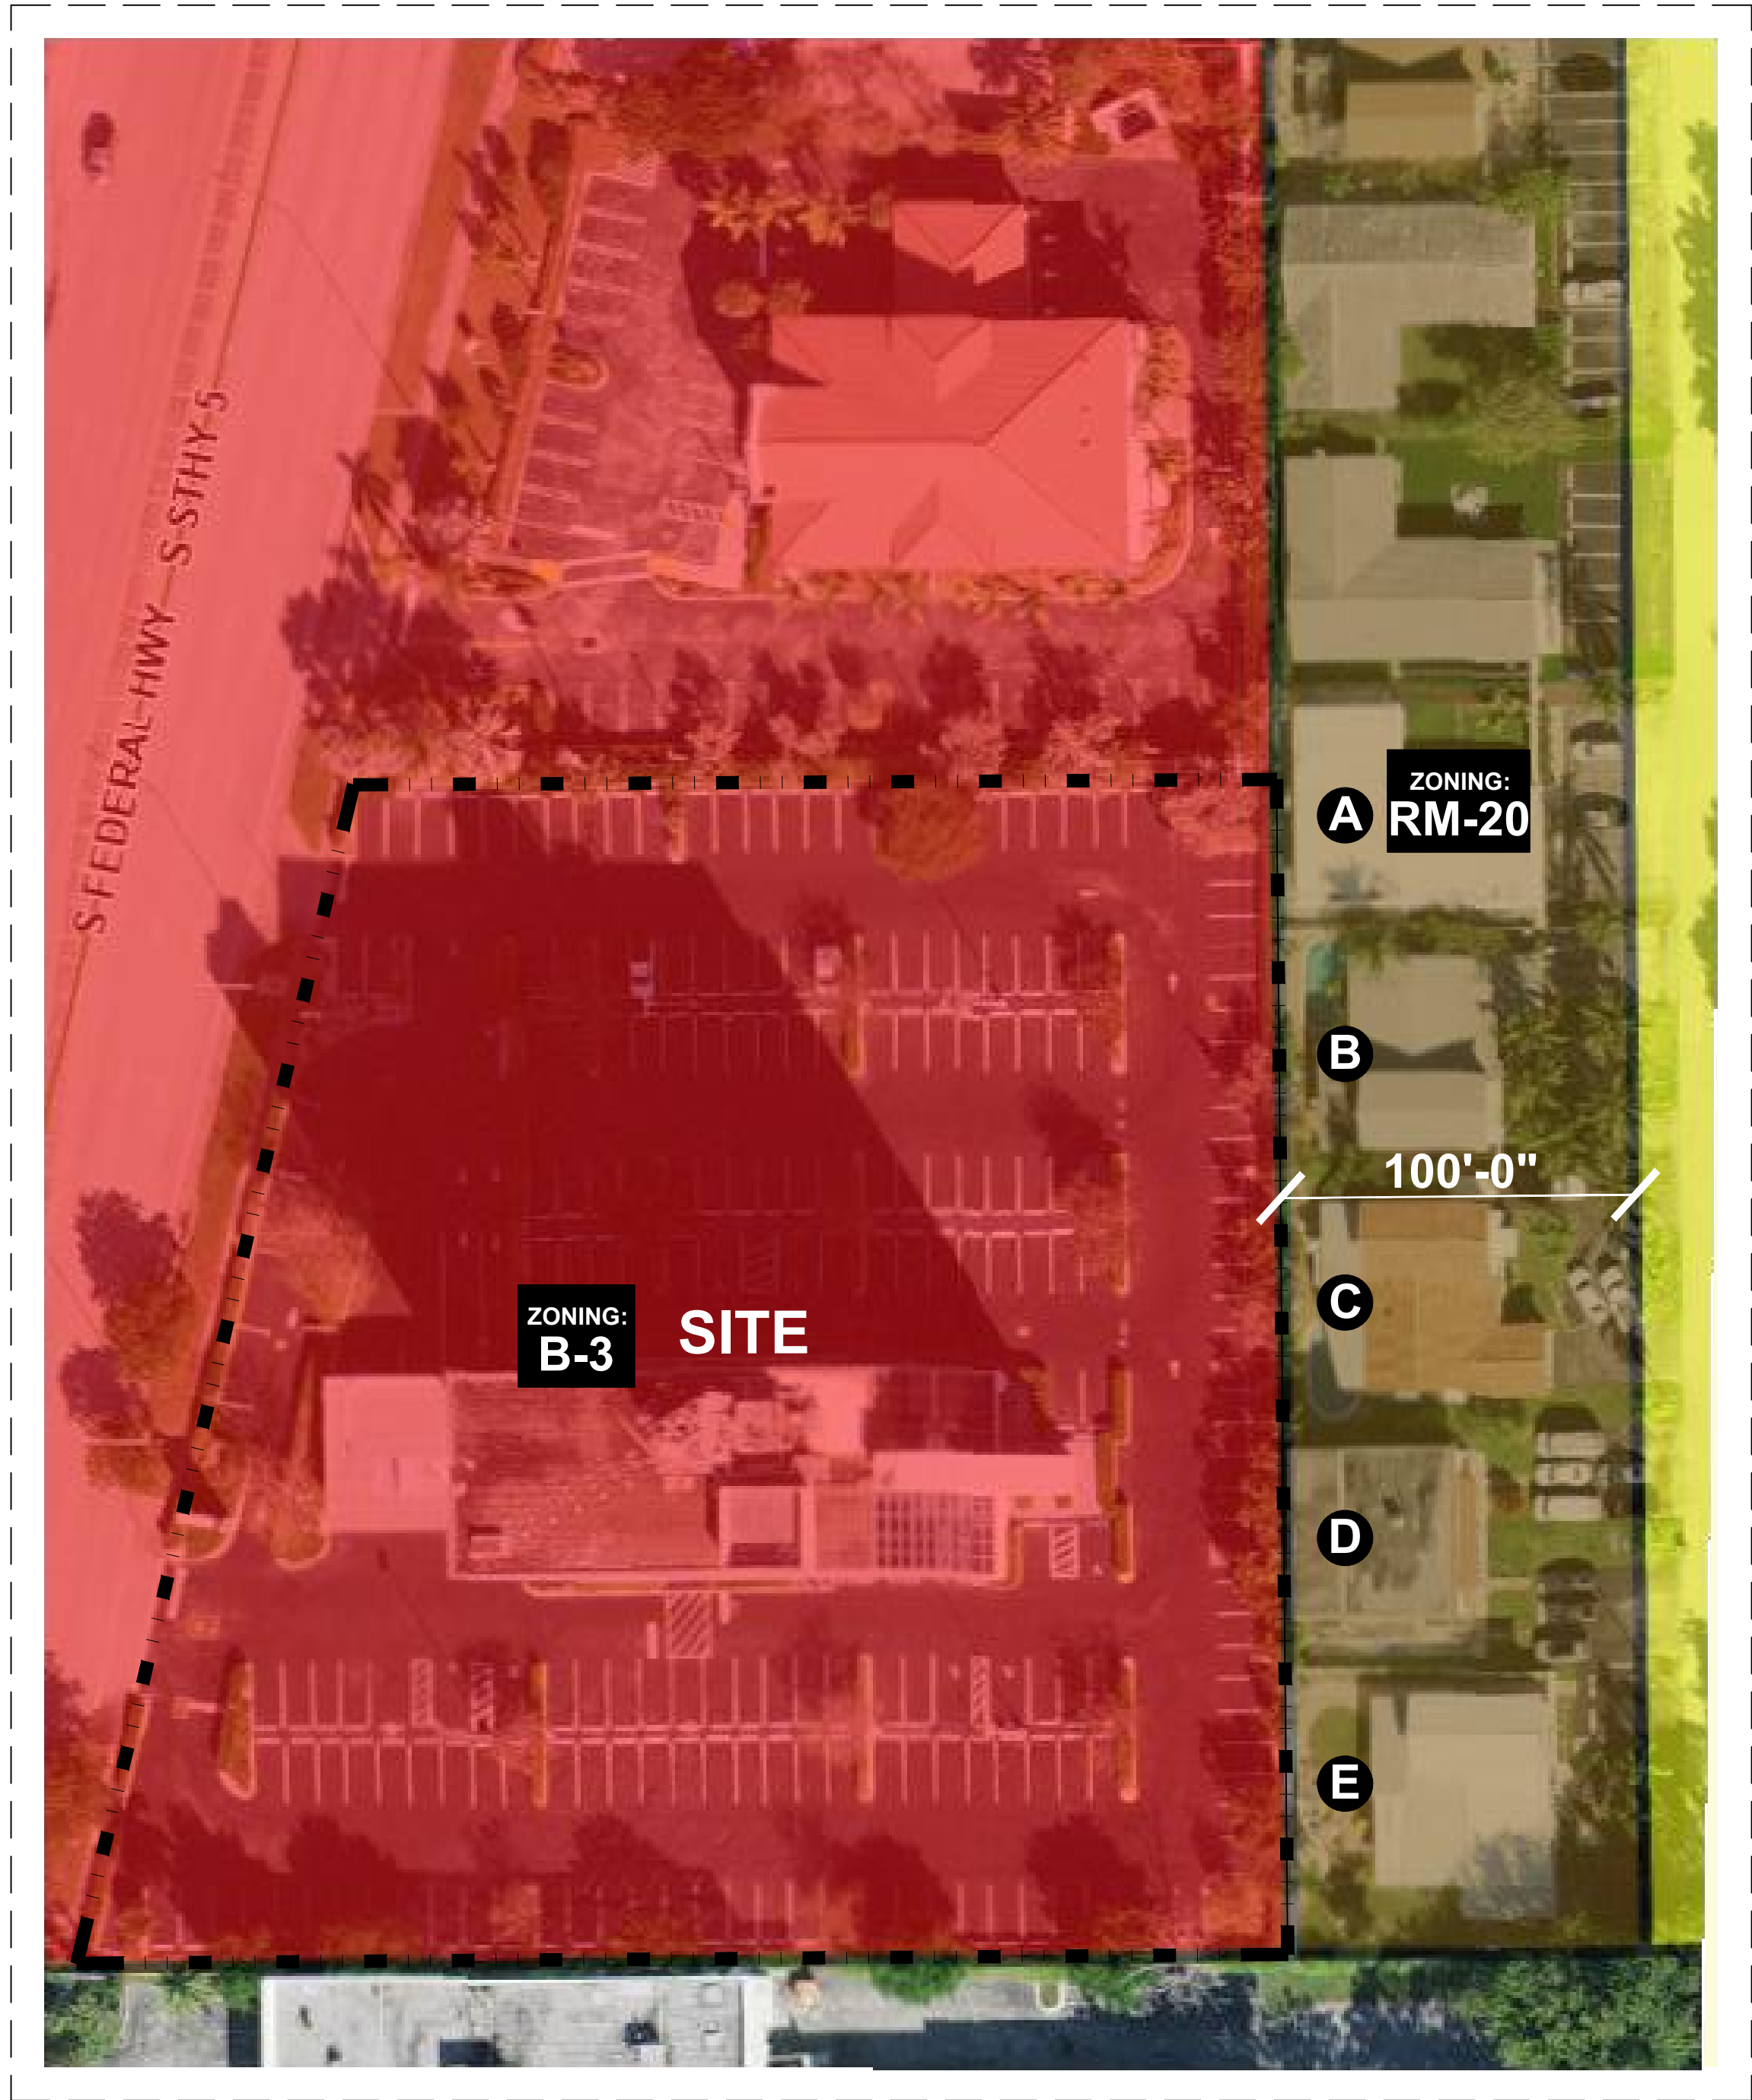 S FEDERAL HWY S STHY 5
ZONING:
RM-20
A
B
100'-0"
C
ZONING:
B-3
SITE
D
E